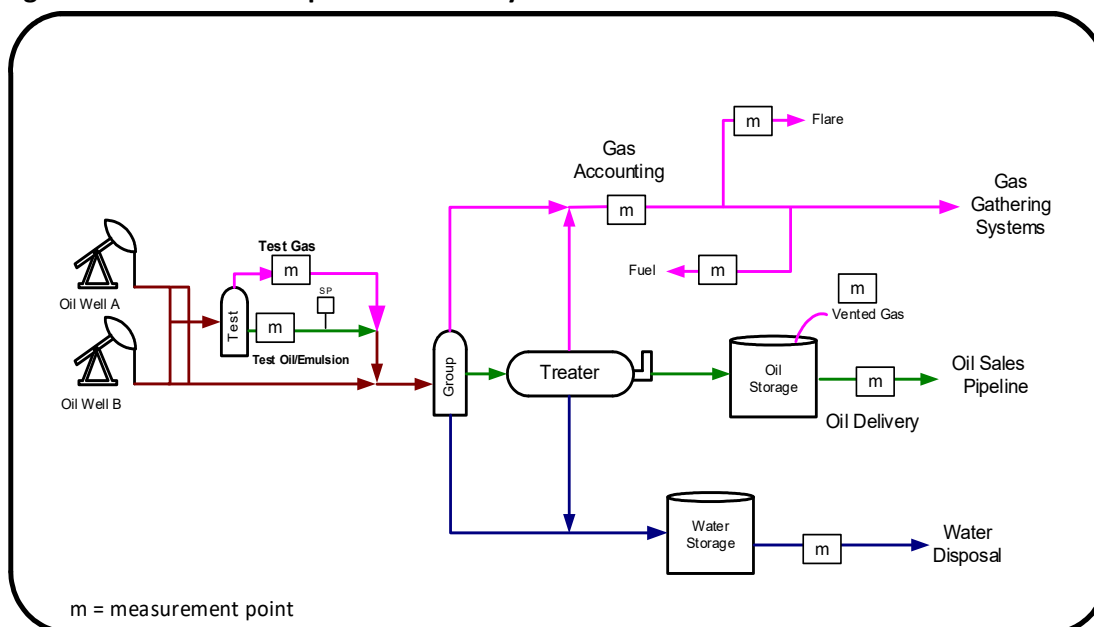 m
Flare
Gas
Accounting
m
Gas
Gathering
Systems
Test Gas
m
Fuel
m
SP
m
Vented Gas
Oil Well A
Test
m
Test Oil/Emulsion
Group
Treater
Oil
Storage
m
Oil Sales
Pipeline
Oil Well B
Oil Delivery
Water
Storage
m
Water
Disposal
m = measurement point